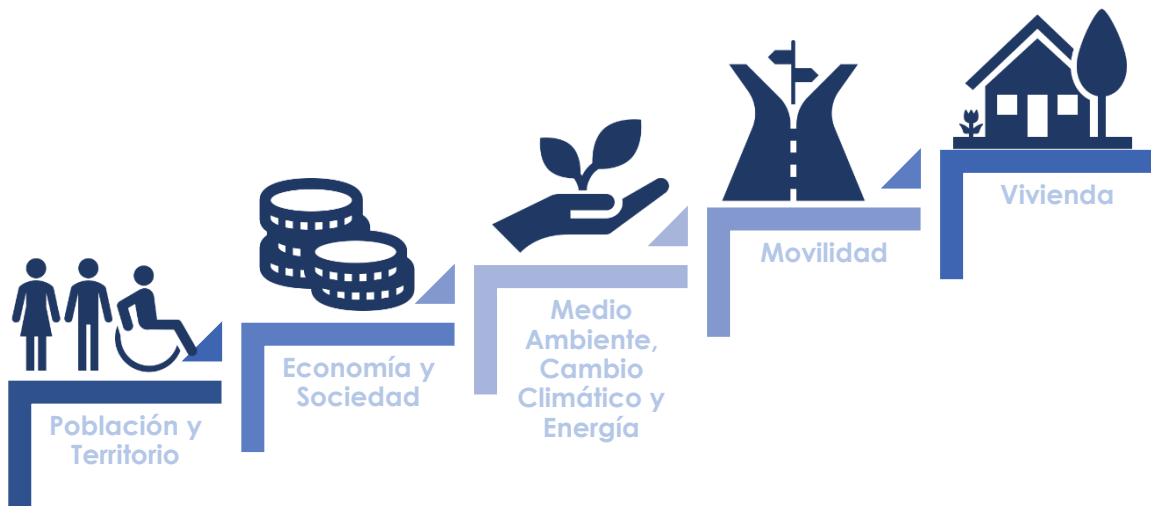 Población y
Territorio
Economía y
Sociedad
Medio
Ambiente,
Cambio
Climático y
Energía
Movilidad
Vivienda